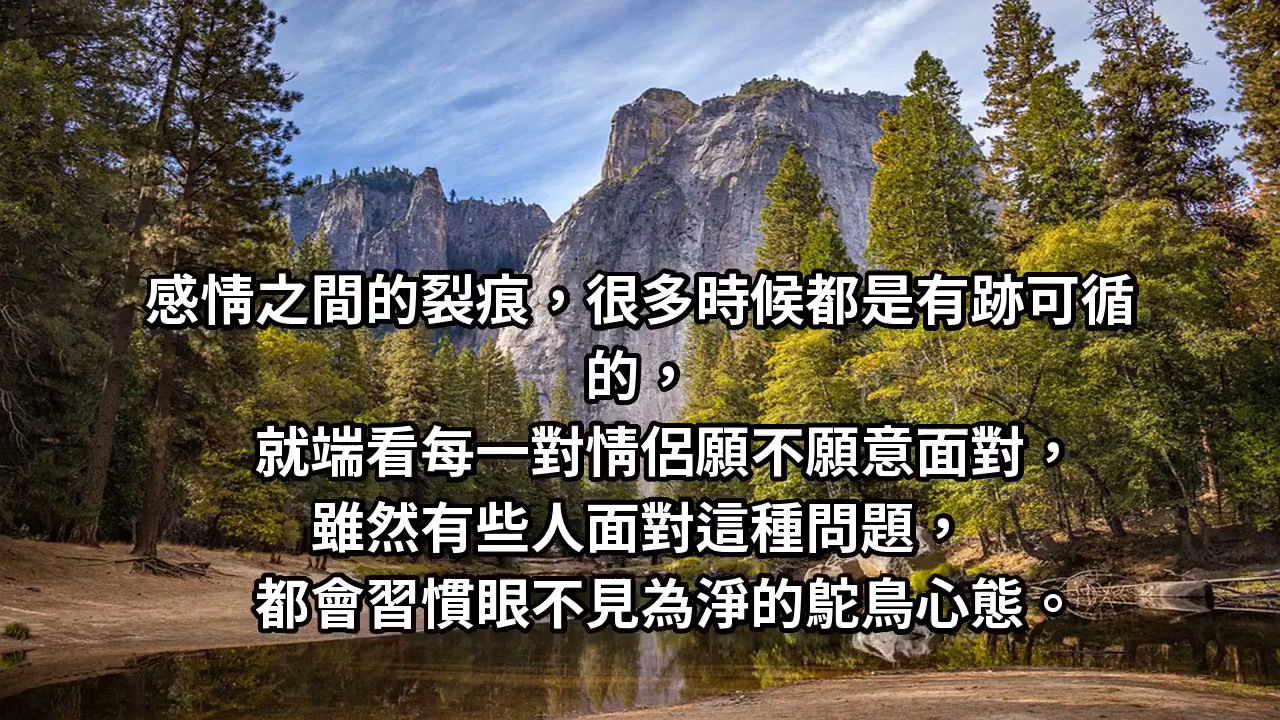 感情之間的裂痕，很多時候都是有跡可循
的，
就端看每一對情侶願不願意面對，
雖然有些人面對這種問題，
都會習慣眼不見為淨的鴕鳥心態。